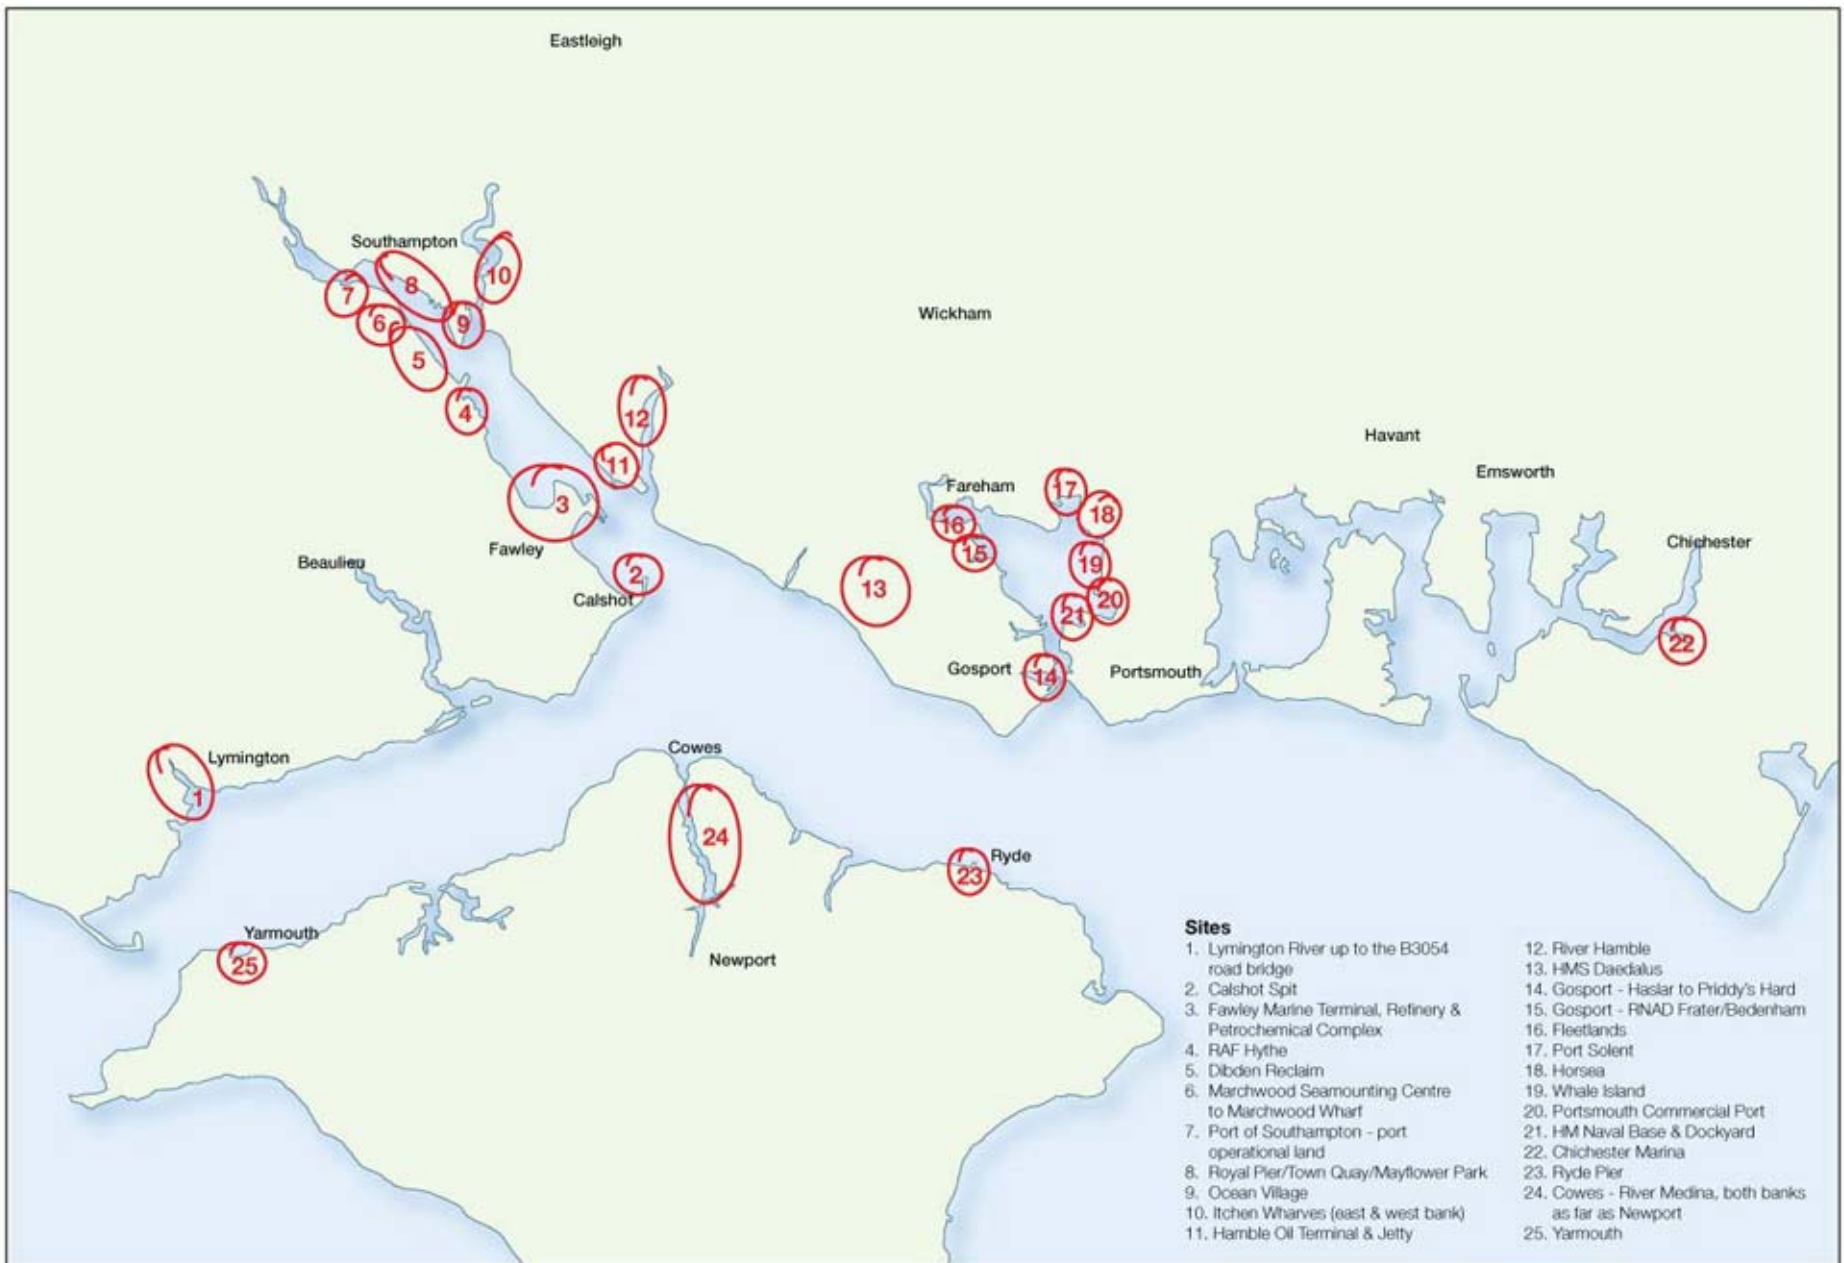 Eastleigh
Southampton
10
8
7
9
6
Wickham
5
4
12
Havant
11
Emsworth
3
Fareham
17
18
16
Fawley
15
Chichester
Beaulieu
2
19
13
Calshot
20
21
22
Gosport
14
Portsmouth
Cowes
Lymington
1
24
Ryde
23
Yarmouth
25
Newport
Sites
1. Lymington River up to the B3054
road bridge
2. Calshot Spit
3. Fawley Marine Terminal, Refinery &
Petrochemical Complex
4. RAF Hythe
5. Dibden Reclaim
6. Marchwood Seamounting Centre
to Marchwood Wharf
7. Port of Southampton - port
operational land
8. Royal Pier/Town Quay/Mayflower Park
9. Ocean Village
10. Itchen Wharves (east & west bank)
11. Hamble Oil Terminal & Jetty
12. River Hamble
13. HMS Daedalus
14. Gosport - Haslar to Priddy's Hard
15. Gosport - RNAD Frater/Bedenham
16. Fleetlands
17. Port Solent
18. Horsea
19. Whale Island
20. Portsmouth Commercial Port
21. HM Naval Base & Dockyard
22. Chichester Marina
23. Ryde Pier
24. Cowes - River Medina, both banks
as far as Newport
25. Yarmouth